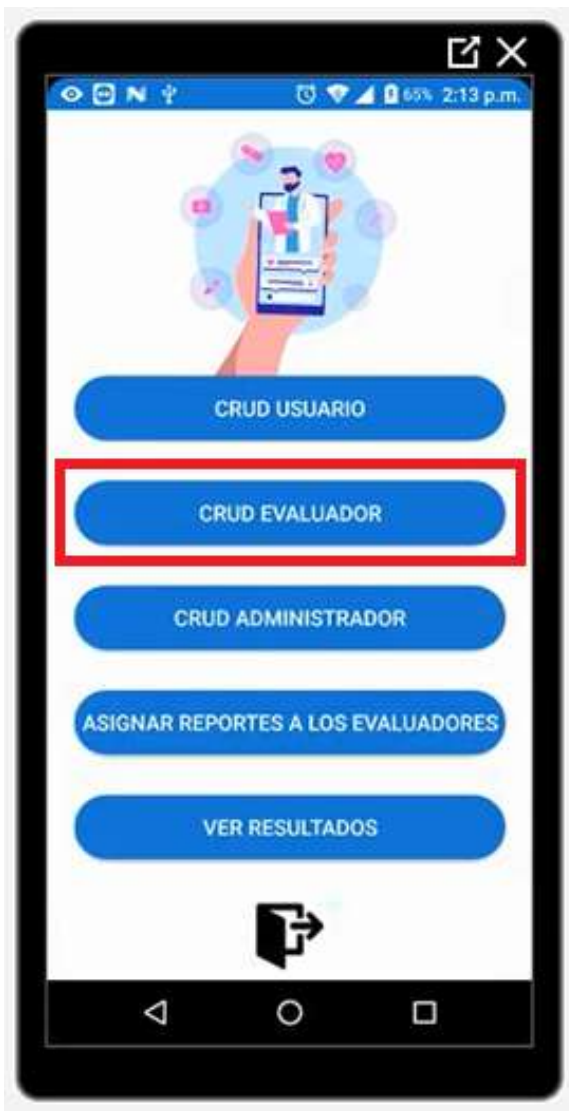 65% 2:13 p.m.
CRUD USUARIO
CRUD EVALUADOR
CRUD ADMINISTRADOR
ASIGNAR REPORTES A LOS EVALUADORES
VER RESULTADOS